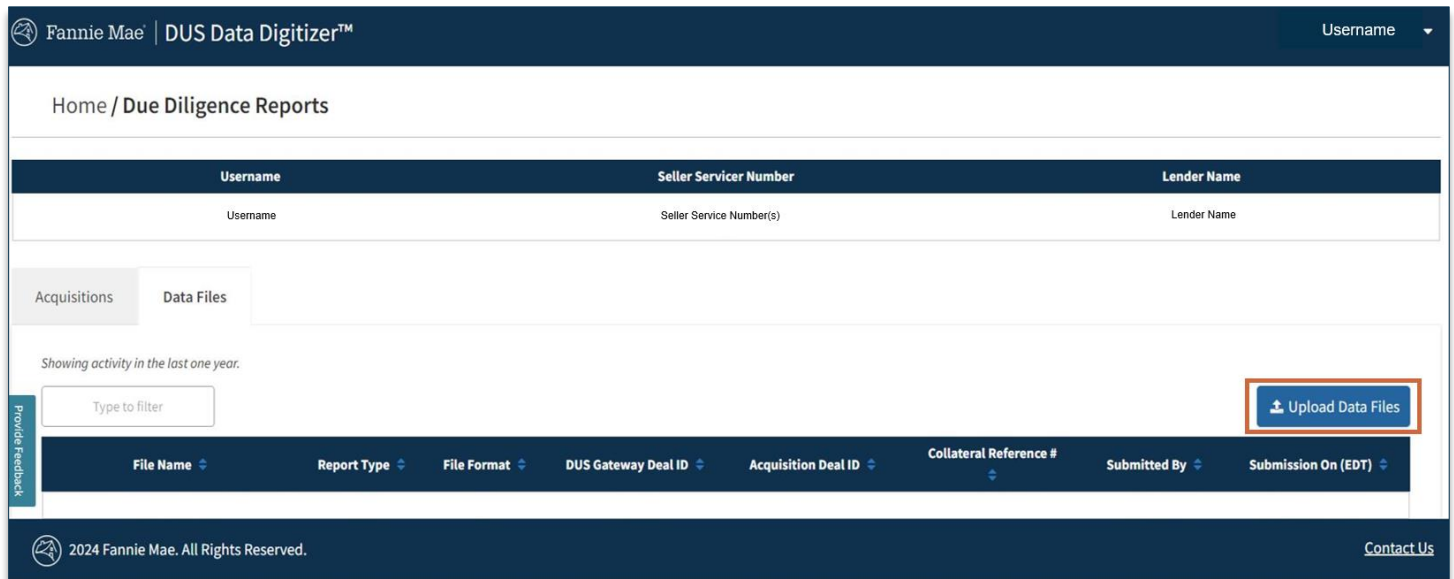 Fannie Mae® | DUS Data Digitizer™ Username
Home / Due Diligence Reports
Username Seller Servicer Number Lender Name
Username Seller Service Number(s) Lender Name
Acquisitions Data Files
Showing activity in the last one year.
Type to filter Upload Data Files
Provide Feedback
File Name Report Type File Format DUS Gateway Deal ID Acquisition Deal ID Collateral Reference # Submitted By Submission On (EDT)
2024 Fannie Mae. All Rights Reserved. Contact Us